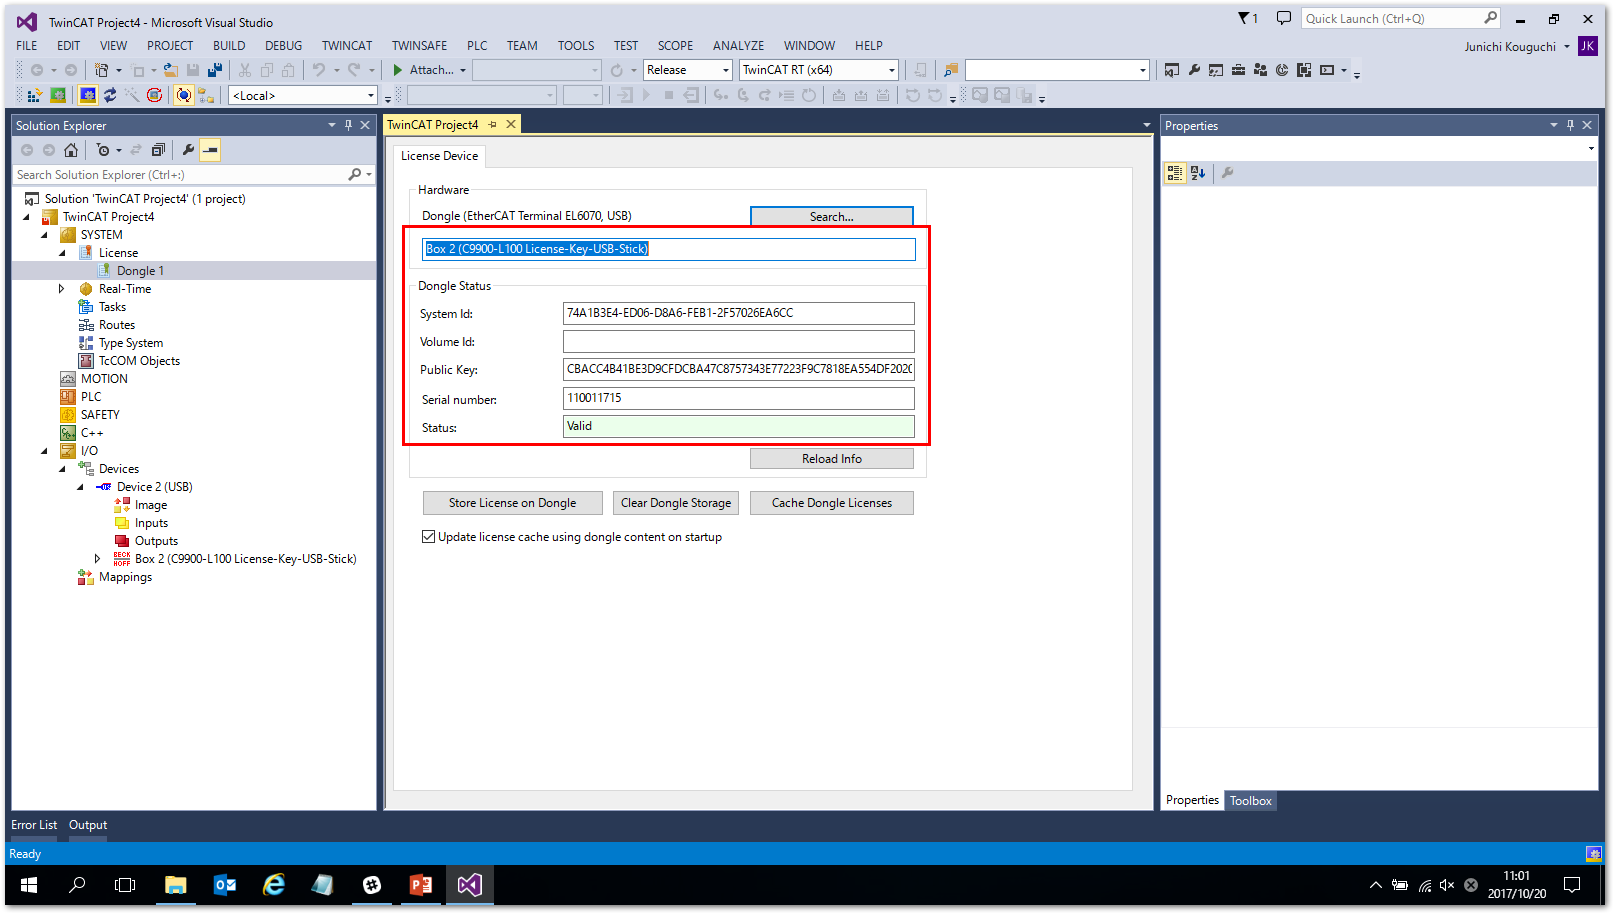 TwinCAT Project4 - Microsoft Visual Studio
1
Quick Launch (Ctrl+Q)
FILE EDIT VIEW PROJECT BUILD DEBUG TWINCAT TWINSAFE PLC TEAM TOOLS TEST SCOPE ANALYZE WINDOW HELP
Junichi Kouguchi JK
Attach...
Release
TwinCAT RT (x64)
<Local>
Solution Explorer
Search Solution Explorer (Ctrl+:)
Solution 'TwinCAT Project4' (1 project)
TwinCAT Project4
SYSTEM
License
Dongle 1
Real-Time
Tasks
Routes
Type System
TcCOM Objects
MOTION
PLC
SAFETY
C++
I/O
Devices
Device 2 (USB)
Image
Inputs
Outputs
BECK
HOFF
Box 2 (C9900-L100 License-Key-USB-Stick)
Mappings
TwinCAT Project4
License Device
Hardware
Dongle (EtherCAT Terminal EL6070, USB)
Search...
Box 2 (C9900-L100 License-Key-USB-Stick)
Dongle Status
System Id: 74A1B3E4-ED06-D8A6-FEB1-2F57026EA6CC
Volume Id:
Public Key: CBACC4B41BE3D9CFDCBA47C8757343E77223F9C7818EA554DF202C
Serial number: 110011715
Status: Valid
Reload Info
Store License on Dongle
Clear Dongle Storage
Cache Dongle Licenses
Update license cache using dongle content on startup
Properties
Properties
Toolbox
Error List
Output
Ready
11:01
2017/10/20